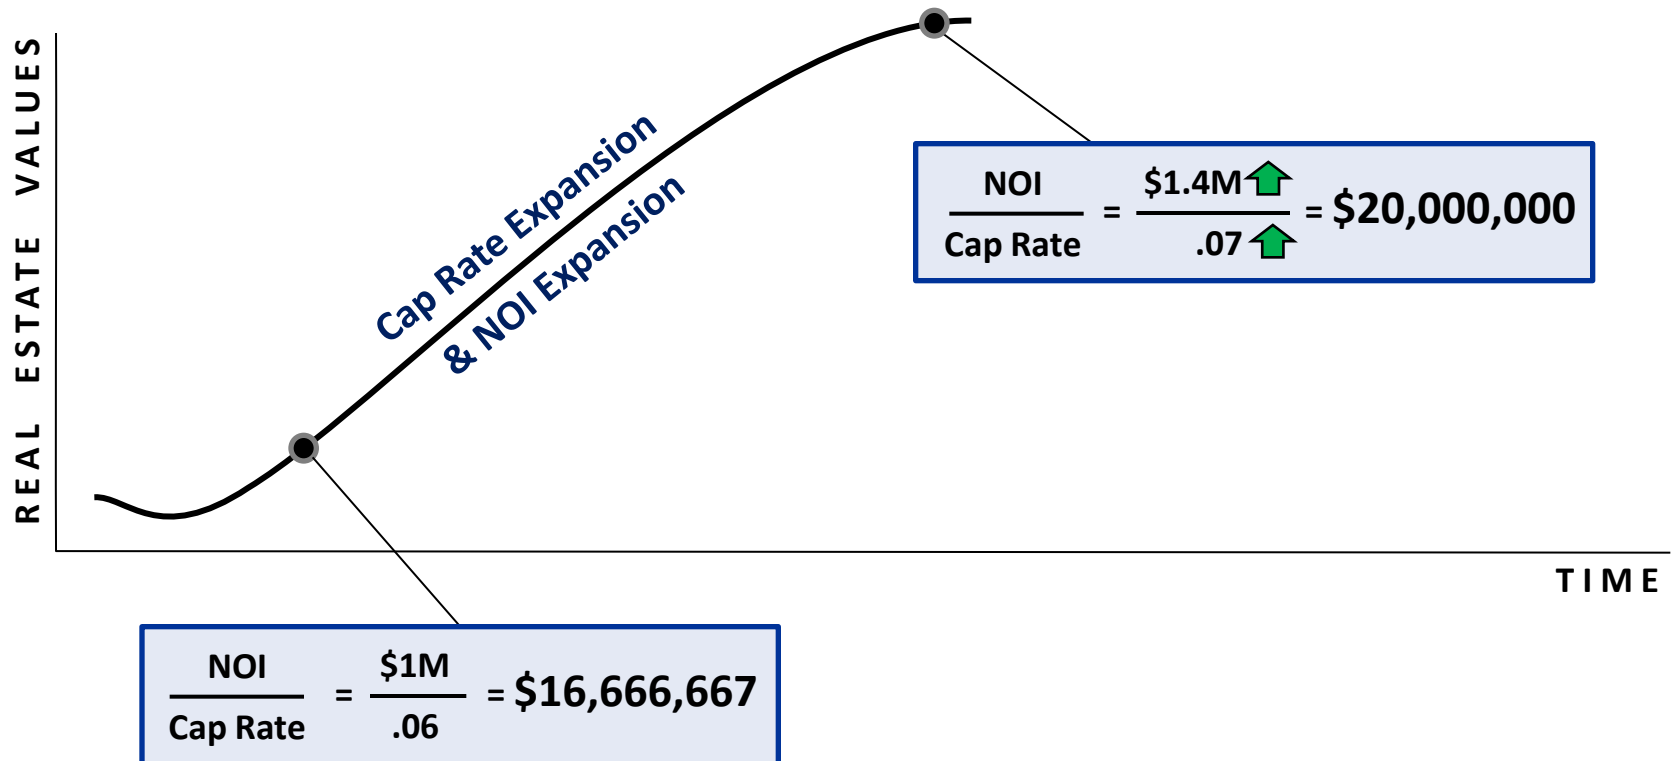 REAL ESTATE VALUES
Cap Rate Expansion
& NOI Expansion
NOI
Cap Rate
=
$1.4M
.07
= $20,000,000
TIME
NOI
Cap Rate
=
$1M
.06
= $16,666,667